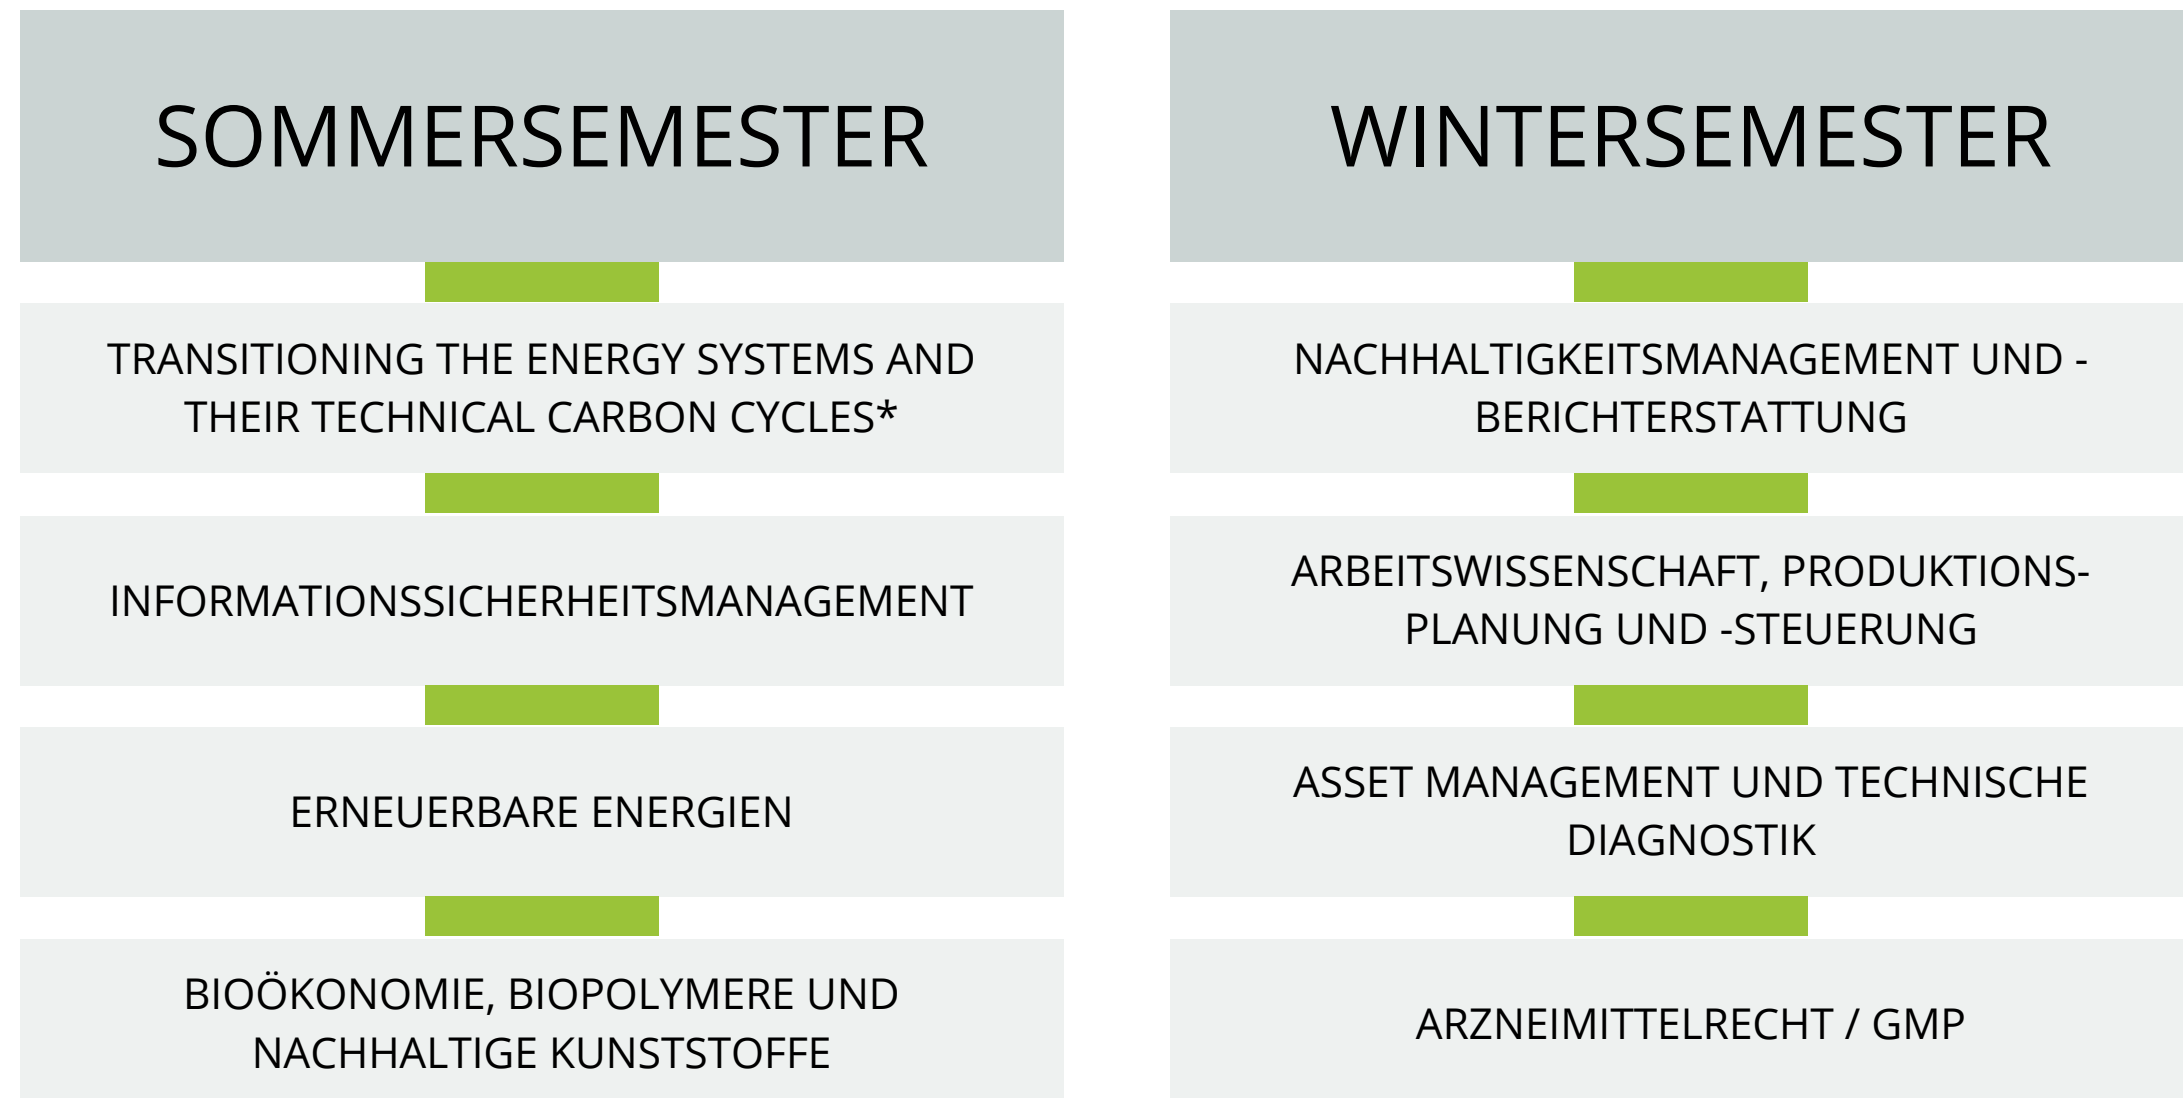 SOMMERSEMESTER
TRANSITIONING THE ENERGY SYSTEMS AND
THEIR TECHNICAL CARBON CYCLES*
INFORMATIONSSICHERHEITSMANAGEMENT
ERNEUERBARE ENERGIEN
BIOÖKONOMIE, BIOPOLYMERE UND
NACHHALTIGE KUNSTSTOFFE
WINTERSEMESTER
NACHHALTIGKEITSMANAGEMENT UND -
BERICHTERSTATTUNG
ARBEITSWISSENSCHAFT, PRODUKTIONS-
PLANUNG UND -STEUERUNG
ASSET MANAGEMENT UND TECHNISCHE
DIAGNOSTIK
ARZNEIMITTELRECHT / GMP